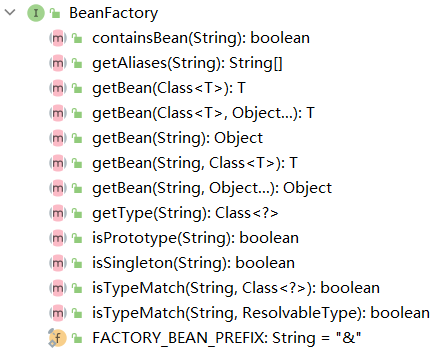 I BeanFactory
m containsBean(String): boolean
m getAliases(String): String[]
m getBean(Class<T>): T
m getBean(Class<T>, Object...): T
m getBean(String): Object
m getBean(String, Class<T>): T
m getBean(String, Object...): Object
m getType(String): Class<?>
m isPrototype(String): boolean
m isSingleton(String): boolean
m isTypeMatch(String, Class<?>): boolean
m isTypeMatch(String, ResolvableType): boolean
f FACTORY_BEAN_PREFIX: String = "&"